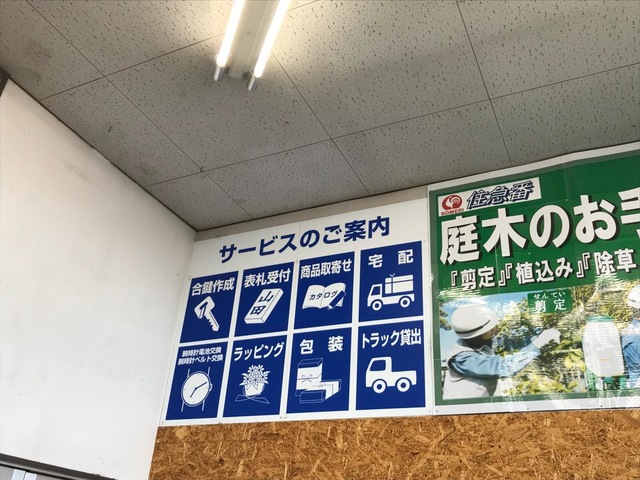 サービスのご案内
合鍵作成
表札受付
山田
商品取寄せ
カタログ
宅配
腕時計電池交換
腕時計ベルト交換
ラッピング
包装
トラック貸出
KOMERI
住急番
庭木のお手
『剪定』『植込み』『除草
せんてい
剪定